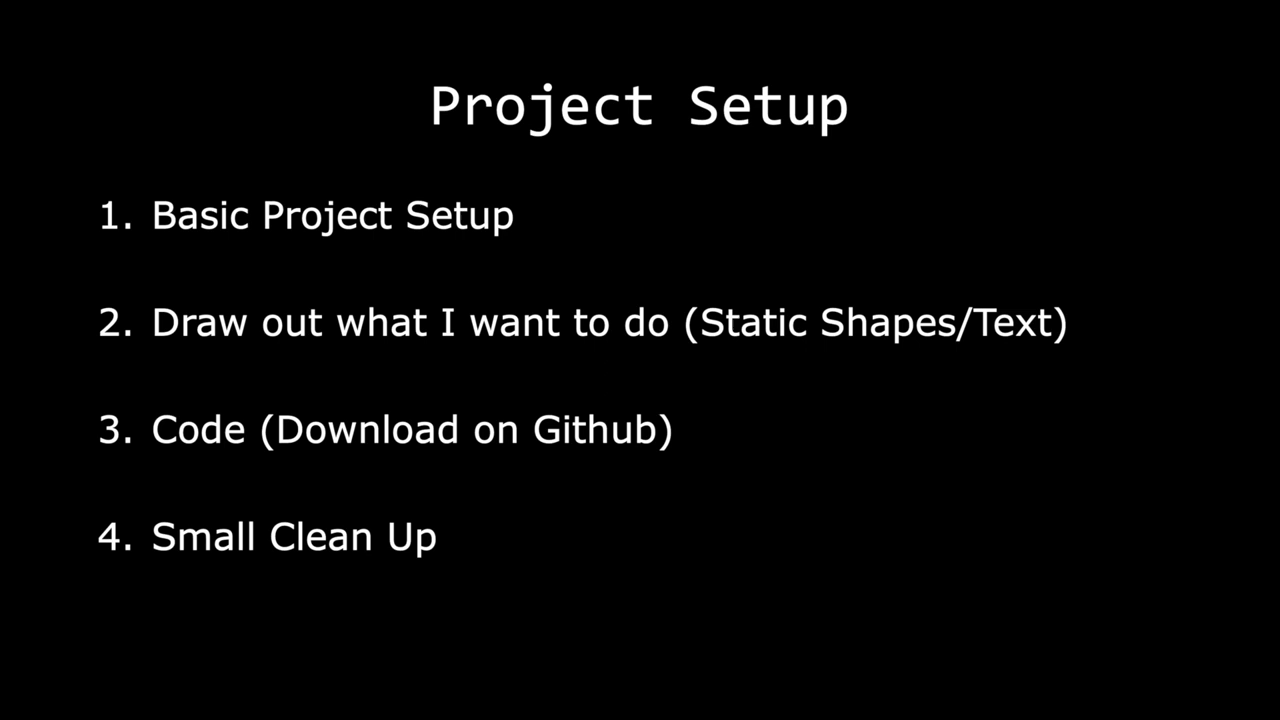 Project Setup
1. Basic Project Setup
2. Draw out what I want to do (Static Shapes/Text)
3. Code (Download on Github)
4. Small Clean Up